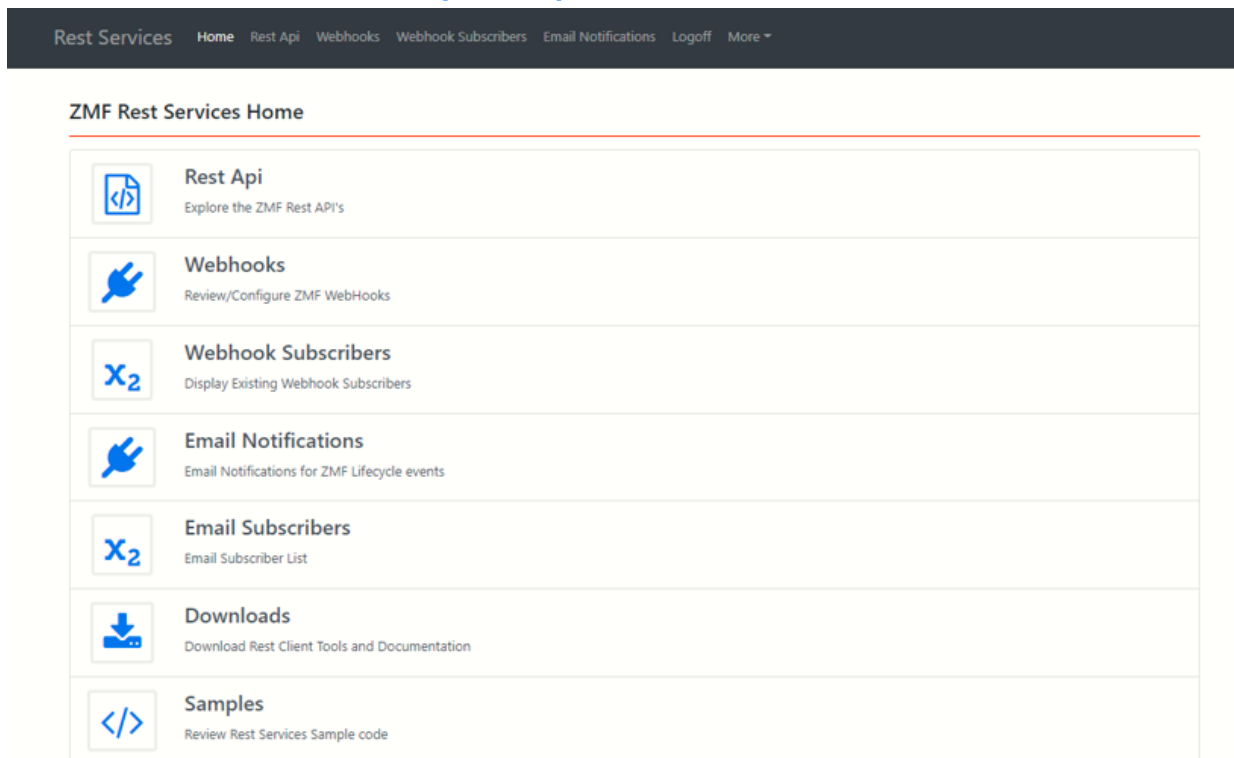 Rest Services Home Rest Api Webhooks Webhook Subscribers Email Notifications Logoff More
ZMF Rest Services Home
Rest Api
Explore the ZMF Rest API's
Webhooks
Review/Configure ZMF WebHooks
Webhook Subscribers
Display Existing Webhook Subscribers
Email Notifications
Email Notifications for ZMF Lifecycle events
Email Subscribers
Email Subscriber List
Downloads
Download Rest Client Tools and Documentation
Samples
Review Rest Services Sample code